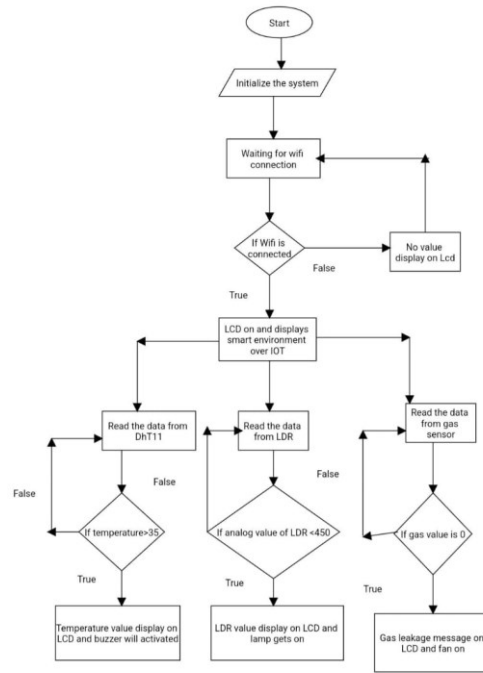 Start
Initialize the system
Waiting for wifi
connection
If Wifi is
connected
False
No value
display on Lcd
True
LCD on and displays
smart environment
over IOT
Read the data from
DhT11
Read the data
from LDR
Read the data
from gas
sensor
False
False
False
False
If temperature>35
If analog value of LDR <450
If gas value is 0
True
True
True
Temperature value display on
LCD and buzzer will activated
LDR value display on LCD and
lamp gets on
Gas leakage message on
LCD and fan on